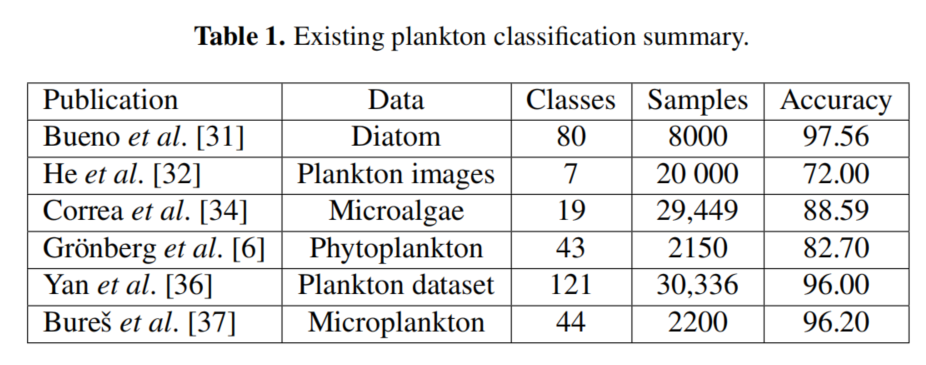 Table 1. Existing plankton classification summary.
Publication Data Classes Samples Accuracy
Bueno et al. [31] Diatom 80 8000 97.56
He et al. [32] Plankton images 7 20 000 72.00
Correa et al. [34] Microalgae 19 29,449 88.59
Grönberg et al. [6] Phytoplankton 43 2150 82.70
Yan et al. [36] Plankton dataset 121 30,336 96.00
Bureš et al. [37] Microplankton 44 2200 96.20